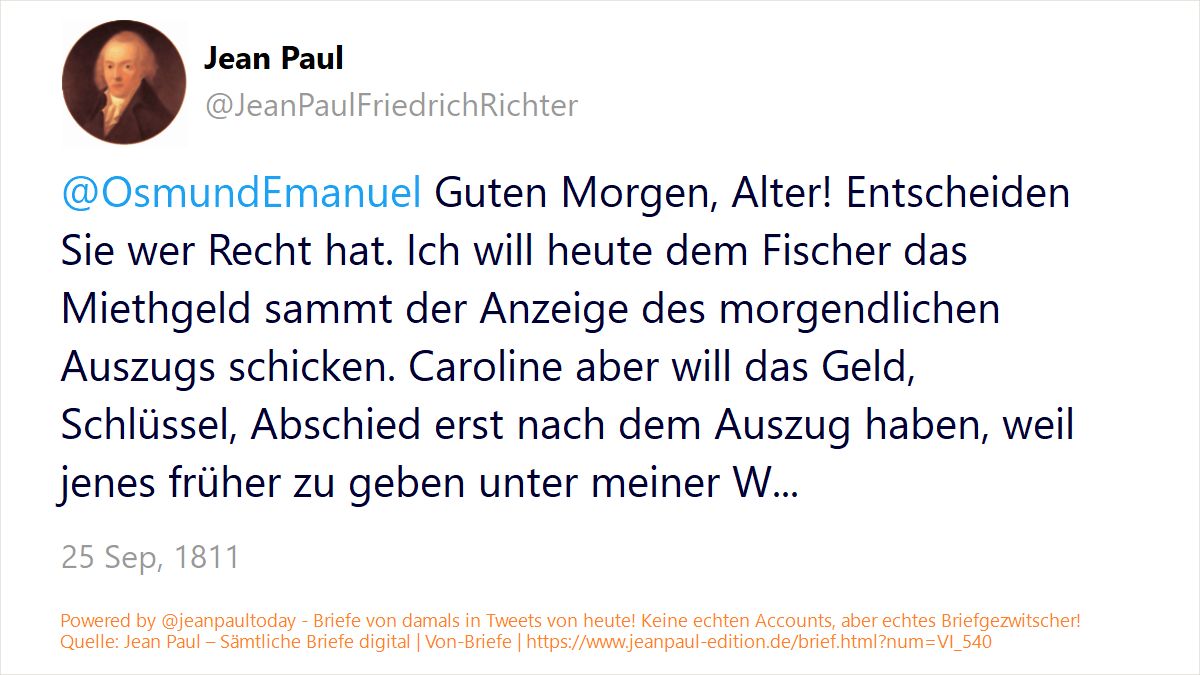 Jean Paul
@JeanPaulFriedrichRichter
@OsmundEmanuel Guten Morgen, Alter! Entscheiden
Sie wer Recht hat. Ich will heute dem Fischer das
Miethgeld sammt der Anzeige des morgendlichen
Auszugs schicken. Caroline aber will das Geld,
Schlüssel, Abschied erst nach dem Auszug haben, weil
jenes früher zu geben unter meiner W...
25 Sep, 1811
Powered by @jeanpaultoday - Briefe von damals in Tweets von heute! Keine echten Accounts, aber echtes Briefgezwitscher!
Quelle: Jean Paul – Sämtliche Briefe digital | Von-Briefe | https://www.jeanpaul-edition.de/brief.html?num=VI_540